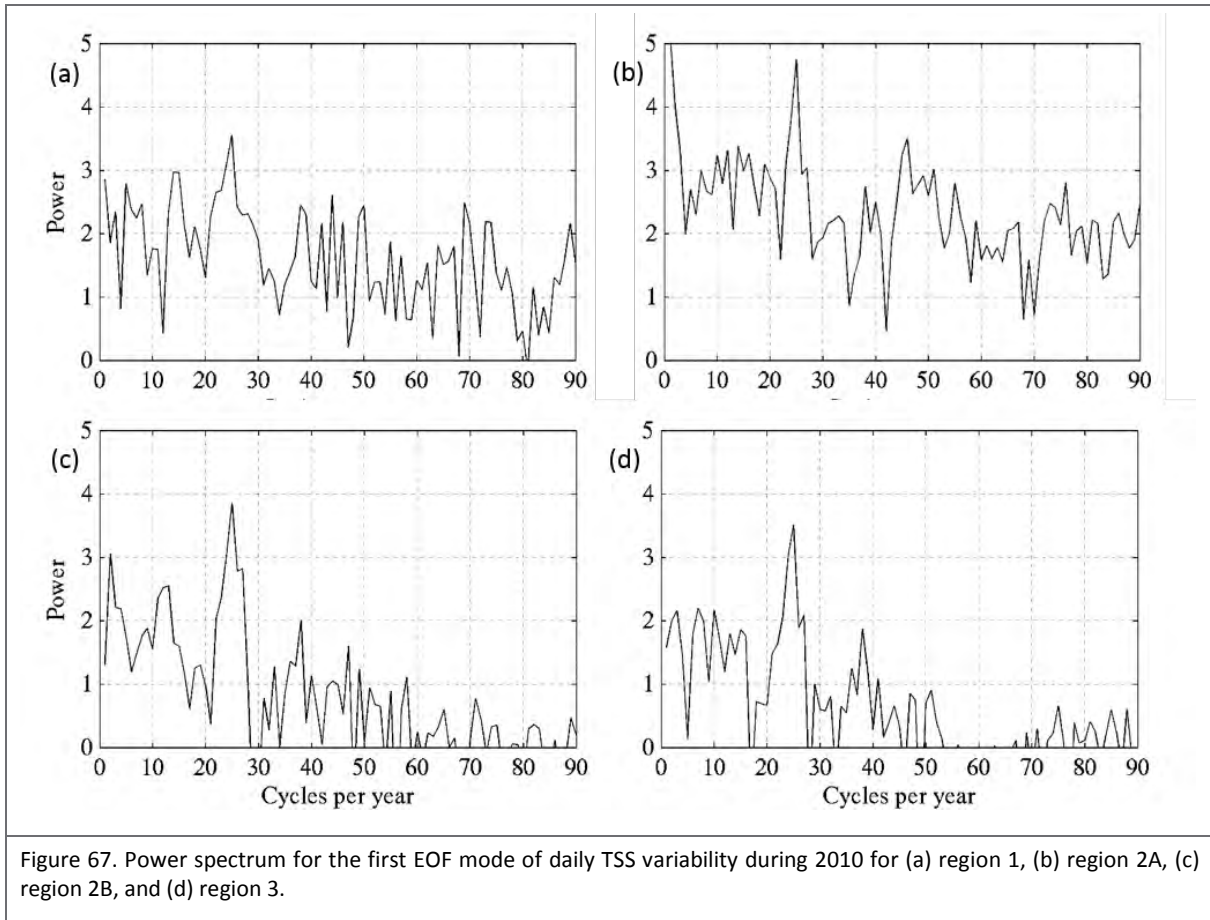 (a)
5
4
3
2
1
0
Power
0 10 20 30 40 50 60 70 80 90
(b)
5
4
3
2
1
0
0 10 20 30 40 50 60 70 80 90
(c)
5
4
3
2
1
0
Power
0 10 20 30 40 50 60 70 80 90
Cycles per year
(d)
5
4
3
2
1
0
0 10 20 30 40 50 60 70 80 90
Cycles per year
Figure 67. Power spectrum for the first EOF mode of daily TSS variability during 2010 for (a) region 1, (b) region 2A, (c)
region 2B, and (d) region 3.